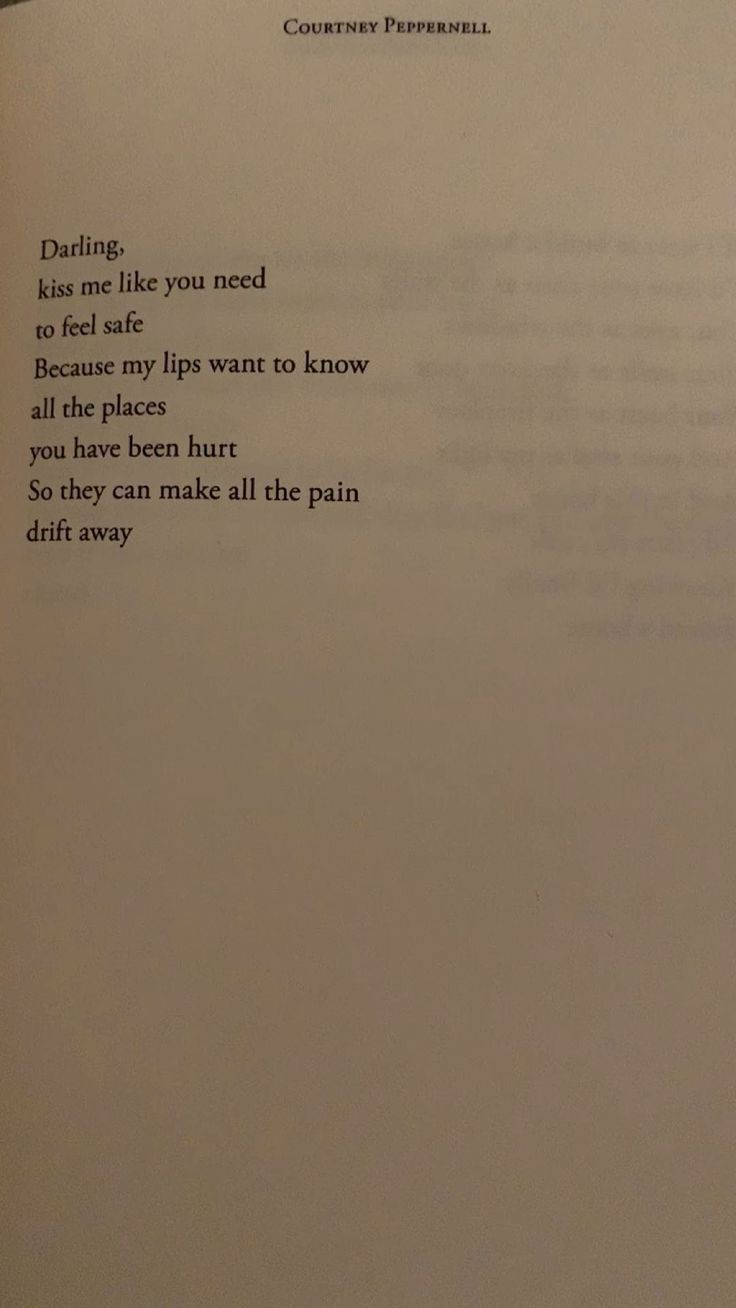 COURTNEY PEPPERNELL
Darling,
kiss me like you need
to feel safe
Because my lips want to know
all the places
you have been hurt
So they can make all the pain
drift away